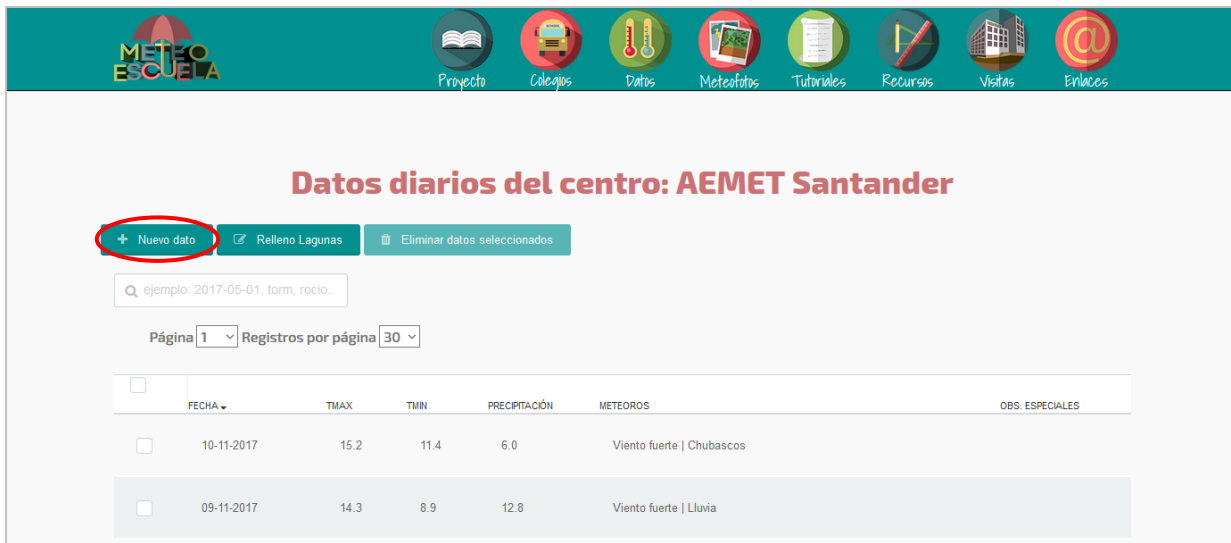 METEO
ESCUELA
Proyecto Colegios Datos Meteofotos Tutoriales Recursos Visitas Enlaces
Datos diarios del centro: AEMET Santander
+ Nuevo dato Relleno Lagunas Eliminar datos seleccionados
ejemplo: 2017-05-01, torm, rocio..
Página 1 Registros por página 30
FECHA TMAX TMIN PRECIPITACIÓN METEOROS OBS. ESPECIALES
10-11-2017 15.2 11.4 6.0 Viento fuerte | Chubascos
09-11-2017 14.3 8.9 12.8 Viento fuerte | Lluvia